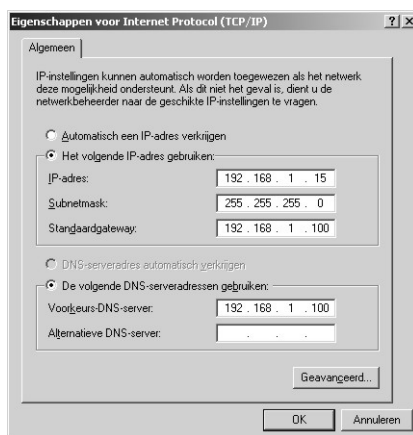 Eigenschappen voor Internet Protocol (TCP/IP)
Algemeen
IP-instellingen kunnen automatisch worden toegewezen als het netwerk
deze mogelijkheid ondersteunt. Als dit niet het geval is, dient u de
netwerkbeheerder naar de geschikte IP-instellingen te vragen.
Automatisch een IP-adres verkrijgen
Het volgende IP-adres gebruiken:
IP-adres: 192 . 168 . 1 . 15
Subnetmask: 255 . 255 . 255 . 0
Standaardgateway: 192 . 168 . 1 . 100
DNS-serveradres automatisch verkrijgen
De volgende DNS-serveradressen gebruiken:
Voorkeurs-DNS-server: 192 . 168 . 1 . 100
Alternatieve DNS-server: . . .
Geavanceerd...
OK Annuleren